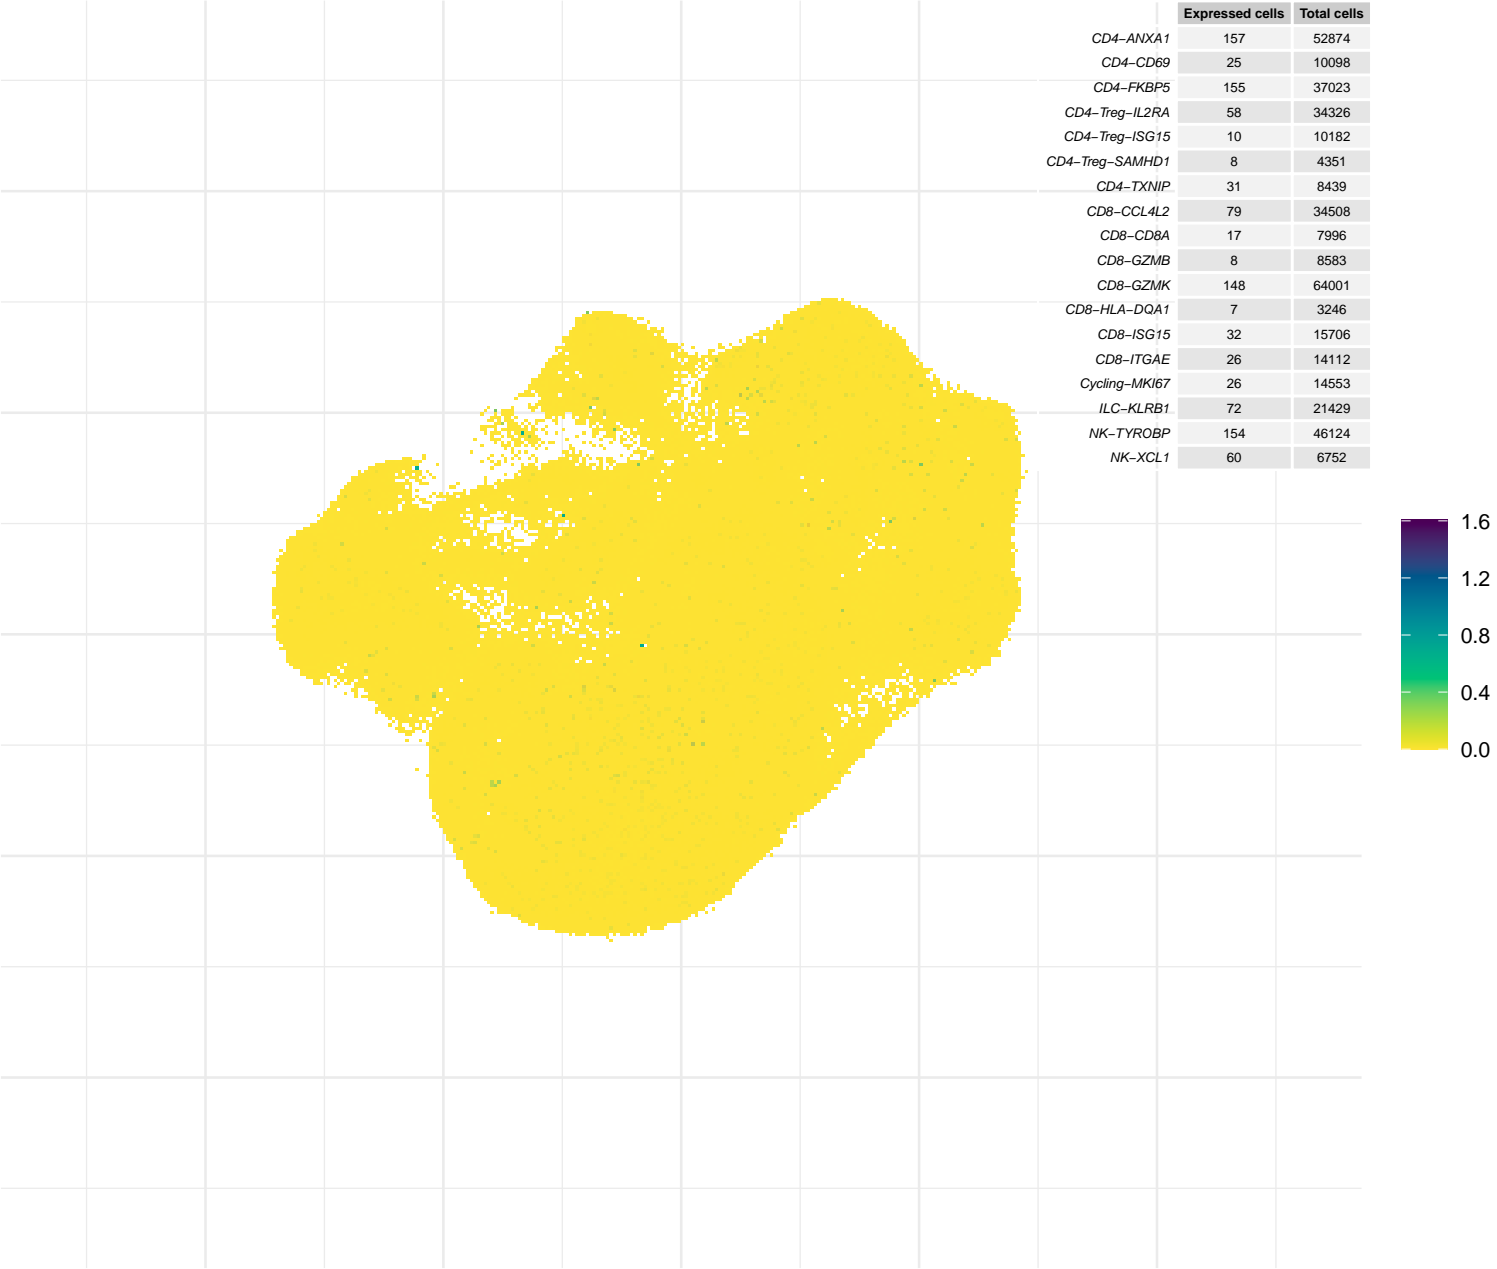 Expressed cells Total cells
CD4−ANXA1 157 52874
CD4−CD69 25 10098
CD4−FKBP5 155 37023
CD4−Treg−IL2RA 58 34326
CD4−Treg−ISG15 10 10182
CD4−Treg−SAMHD1 8 4351
CD4−TXNIP 31 8439
CD8−CCL4L2 79 34508
CD8−CD8A 17 7996
CD8−GZMB 8 8583
CD8−GZMK 148 64001
CD8−HLA−DQA1 7 3246
CD8−ISG15 32 15706
CD8−ITGAE 26 14112
Cycling−MKI67 26 14553
ILC−KLRB1 72 21429
NK−TYROBP 154 46124
NK−XCL1 60 6752
1.6
1.2
0.8
0.4
0.0